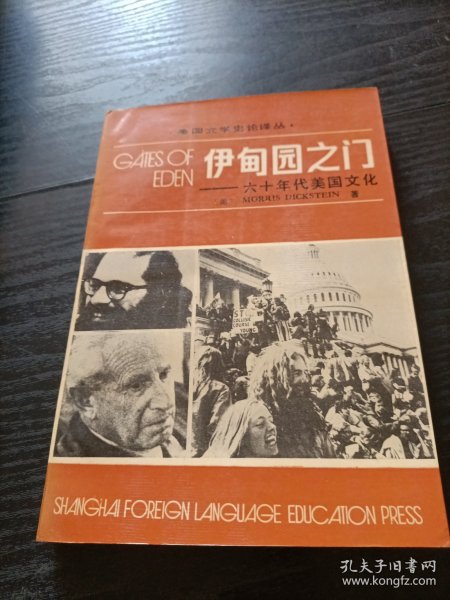 ·美国文学史论译丛·
GATES OF
EDEN
伊甸园之门
——六十年代美国文化
〔美〕 MORRIS DICKSTEIN 著
COLLEGE
COURSE
SHANGHAI FOREIGN LANGUAGE EDUCATION PRESS
孔夫子旧书网
www.kongfz.com